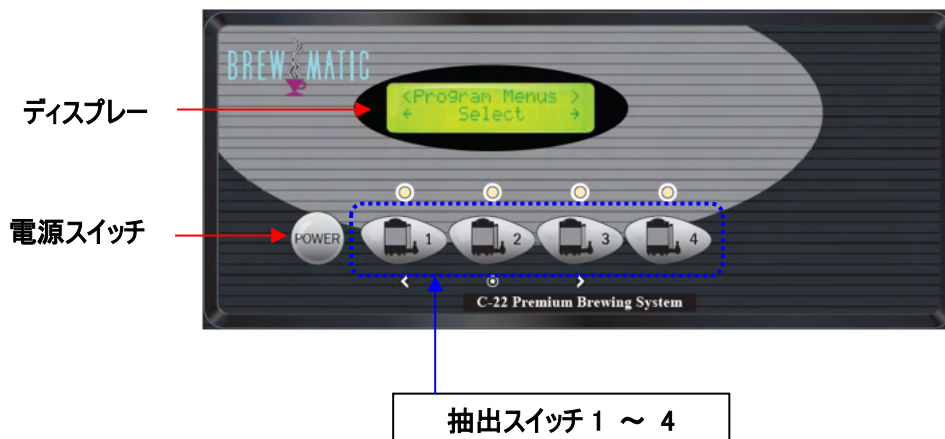 BREW MATIC
ディスプレー
<Program Menus >
← Select →
電源スイッチ
POWER
1 2 3 4
< ⦿ >
C-22 Premium Brewing System
抽出スイッチ 1 ～ 4